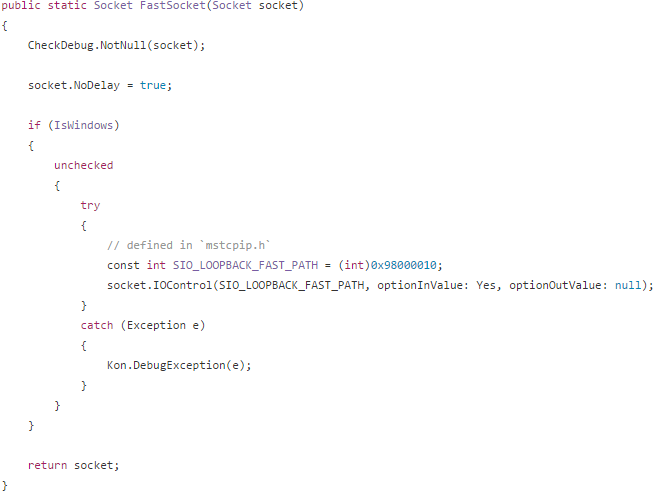 public static Socket FastSocket(Socket socket)
{
    CheckDebug.NotNull(socket);

    socket.NoDelay = true;

    if (IsWindows)
    {
        unchecked
        {
            try
            {
                // defined in `mstcpip.h`
                const int SIO_LOOPBACK_FAST_PATH = (int)0x98000010;
                socket.IOControl(SIO_LOOPBACK_FAST_PATH, optionInValue: Yes, optionOutValue: null);
            }
            catch (Exception e)
            {
                Kon.DebugException(e);
            }
        }
    }

    return socket;
}